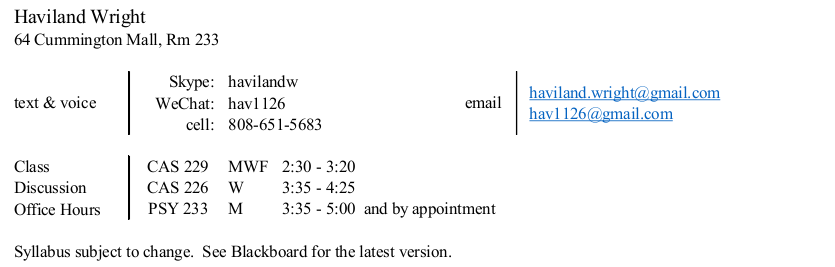 Haviland Wright
64 Cummington Mall, Rm 233
text & voice
Skype: havilandw
WeChat: hav1126
cell: 808-651-5683
email
haviland.wright@gmail.com
hav1126@gmail.com
Class CAS 229 MWF 2:30 - 3:20
Discussion CAS 226 W 3:35 - 4:25
Office Hours PSY 233 M 3:35 - 5:00 and by appointment
Syllabus subject to change. See Blackboard for the latest version.